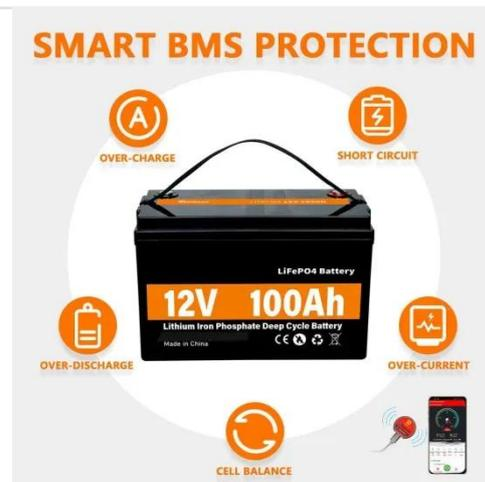 SMART BMS PROTECTION
OVER-CHARGE
SHORT CIRCUIT
LiFePO4 Battery
12V 100Ah
Lithium Iron Phosphate Deep Cycle Battery
Made in China
CE
OVER-DISCHARGE
OVER-CURRENT
CELL BALANCE